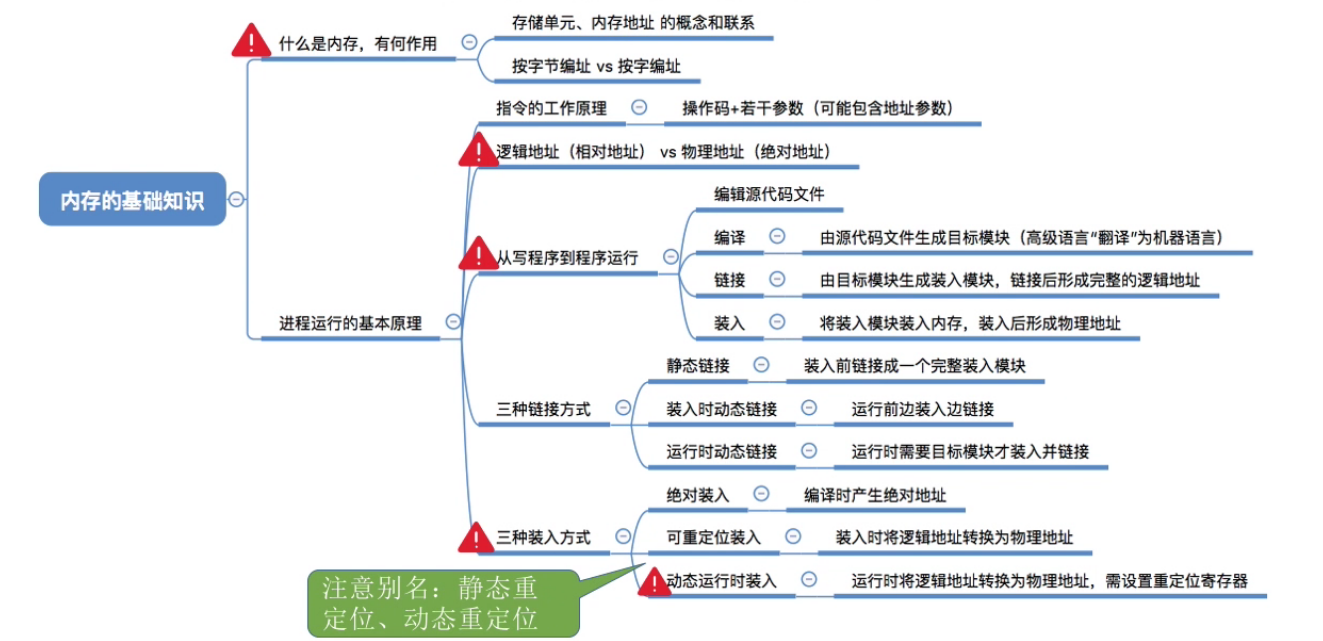 内存的基础知识
什么是内存，有何作用
存储单元、内存地址 的概念和联系
按字节编址 vs 按字编址
进程运行的基本原理
指令的工作原理
操作码+若干参数（可能包含地址参数）
逻辑地址（相对地址） vs 物理地址（绝对地址）
从写程序到程序运行
编辑源代码文件
编译
由源代码文件生成目标模块（高级语言“翻译”为机器语言）
链接
由目标模块生成装入模块，链接后形成完整的逻辑地址
装入
将装入模块装入内存，装入后形成物理地址
三种链接方式
静态链接
装入前链接成一个完整装入模块
装入时动态链接
运行前边装入边链接
运行时动态链接
运行时需要目标模块才装入并链接
三种装入方式
绝对装入
编译时产生绝对地址
可重定位装入
装入时将逻辑地址转换为物理地址
动态运行时装入
运行时将逻辑地址转换为物理地址，需设置重定位寄存器
注意别名：静态重
定位、动态重定位